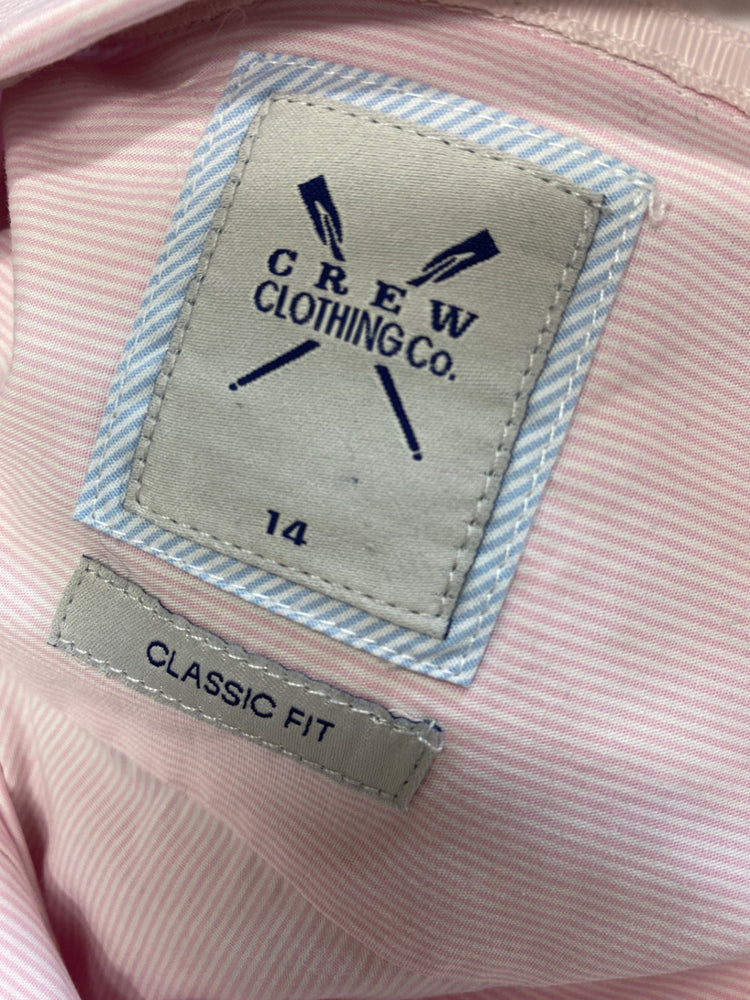 CREW
CLOTHING Co.
14
CLASSIC FIT